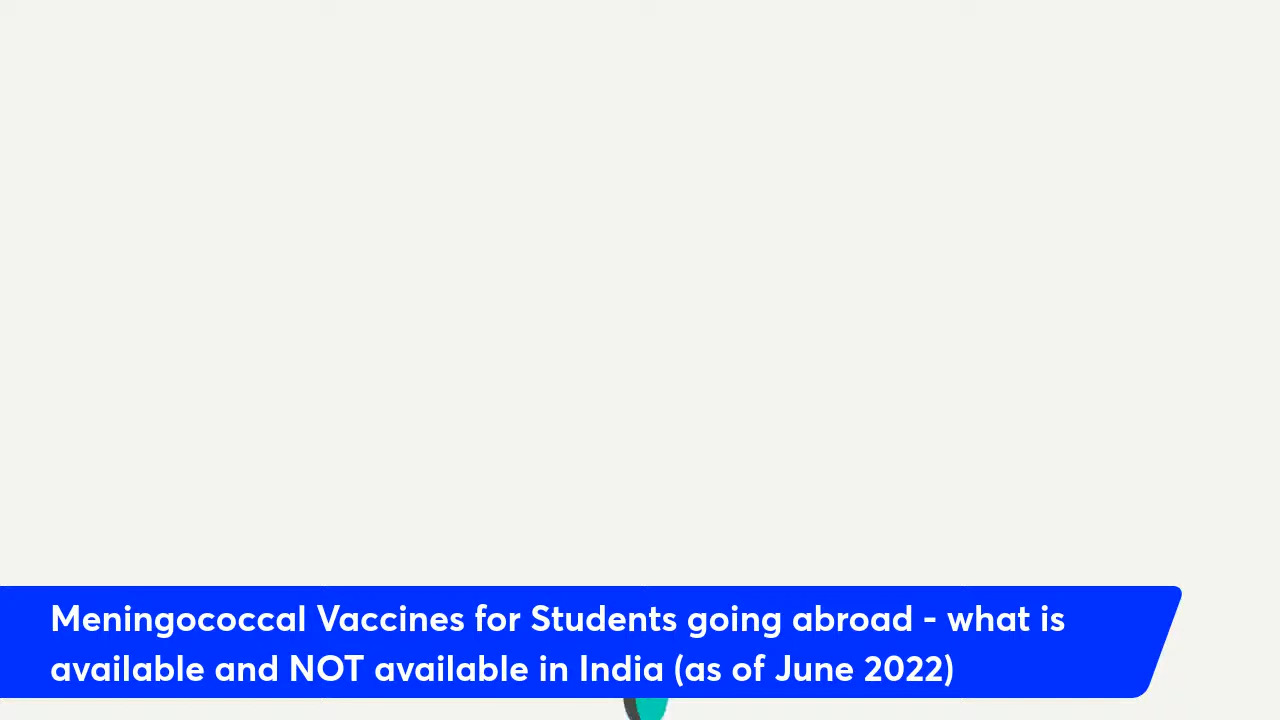 Meningococcal Vaccines for Students going abroad - what is
available and NOT available in India (as of June 2022)